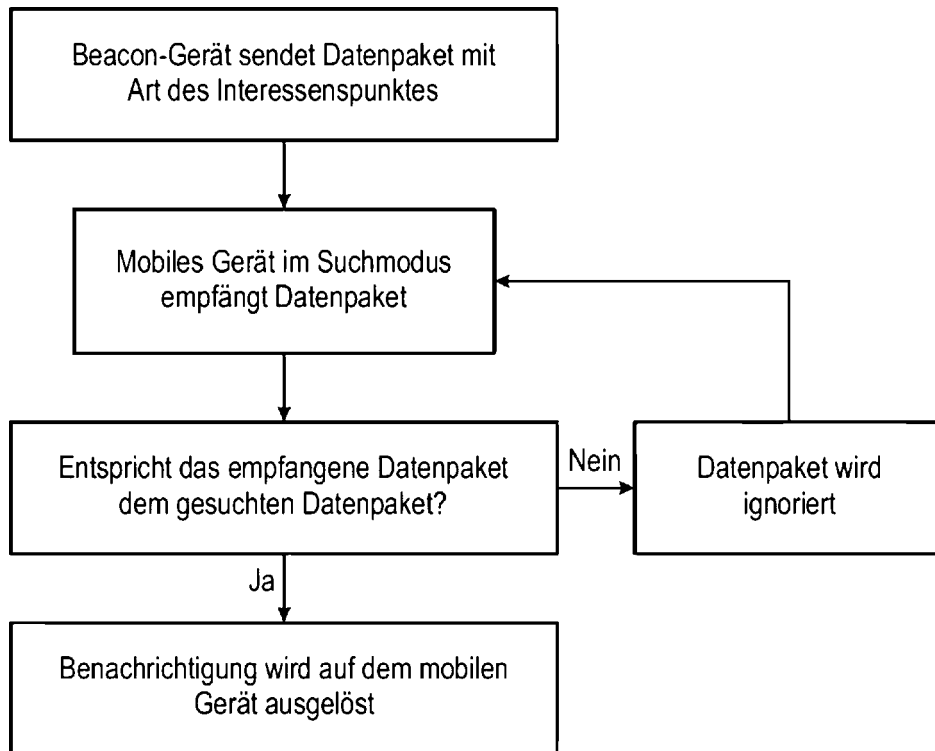 Beacon-Gerät sendet Datenpaket mit
Art des Interessenspunktes
Mobiles Gerät im Suchmodus
empfängt Datenpaket
Entspricht das empfangene Datenpaket
dem gesuchten Datenpaket?
Nein
Datenpaket wird
ignoriert
Ja
Benachrichtigung wird auf dem mobilen
Gerät ausgelöst